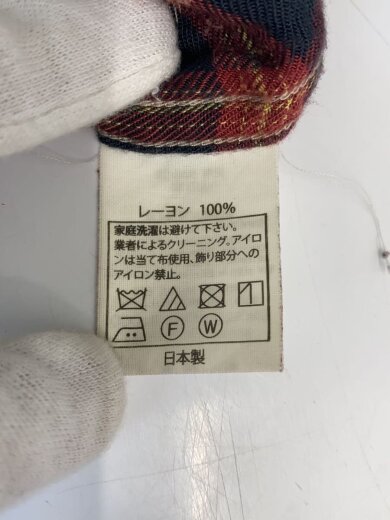 レーヨン 100%
家庭洗濯は避けて下さい。
業者によるクリーニング。アイロ
ンは当て布使用、飾り部分への
アイロン禁止。
F W
日本製